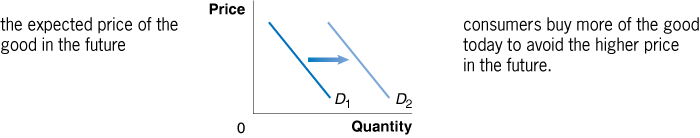 the expected price of the
good in the future
Price
D1
D2
0
Quantity
consumers buy more of the good
today to avoid the higher price
in the future.